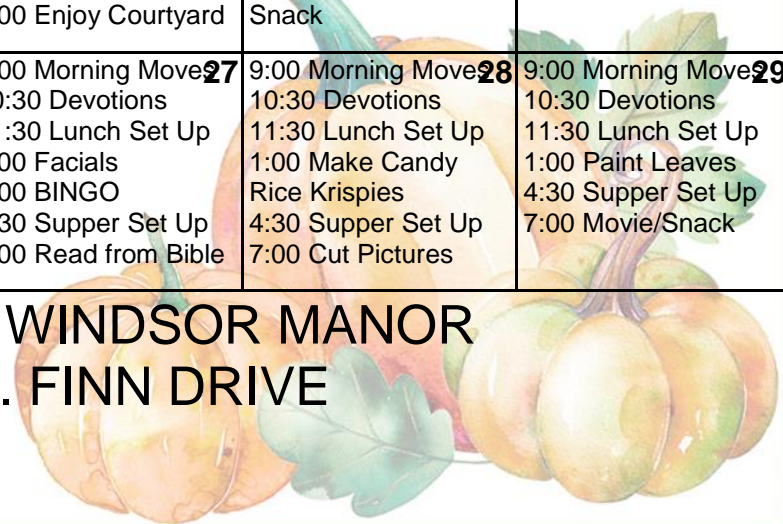 00 Enjoy Courtyard
Snack
00 Morning Moves 27
0:30 Devotions
:30 Lunch Set Up
00 Facials
00 BINGO
30 Supper Set Up
00 Read from Bible
9:00 Morning Moves 28
10:30 Devotions
11:30 Lunch Set Up
1:00 Make Candy
Rice Krispies
4:30 Supper Set Up
7:00 Cut Pictures
9:00 Morning Moves 29
10:30 Devotions
11:30 Lunch Set Up
1:00 Paint Leaves
4:30 Supper Set Up
7:00 Movie/Snack
WINDSOR MANOR
. FINN DRIVE